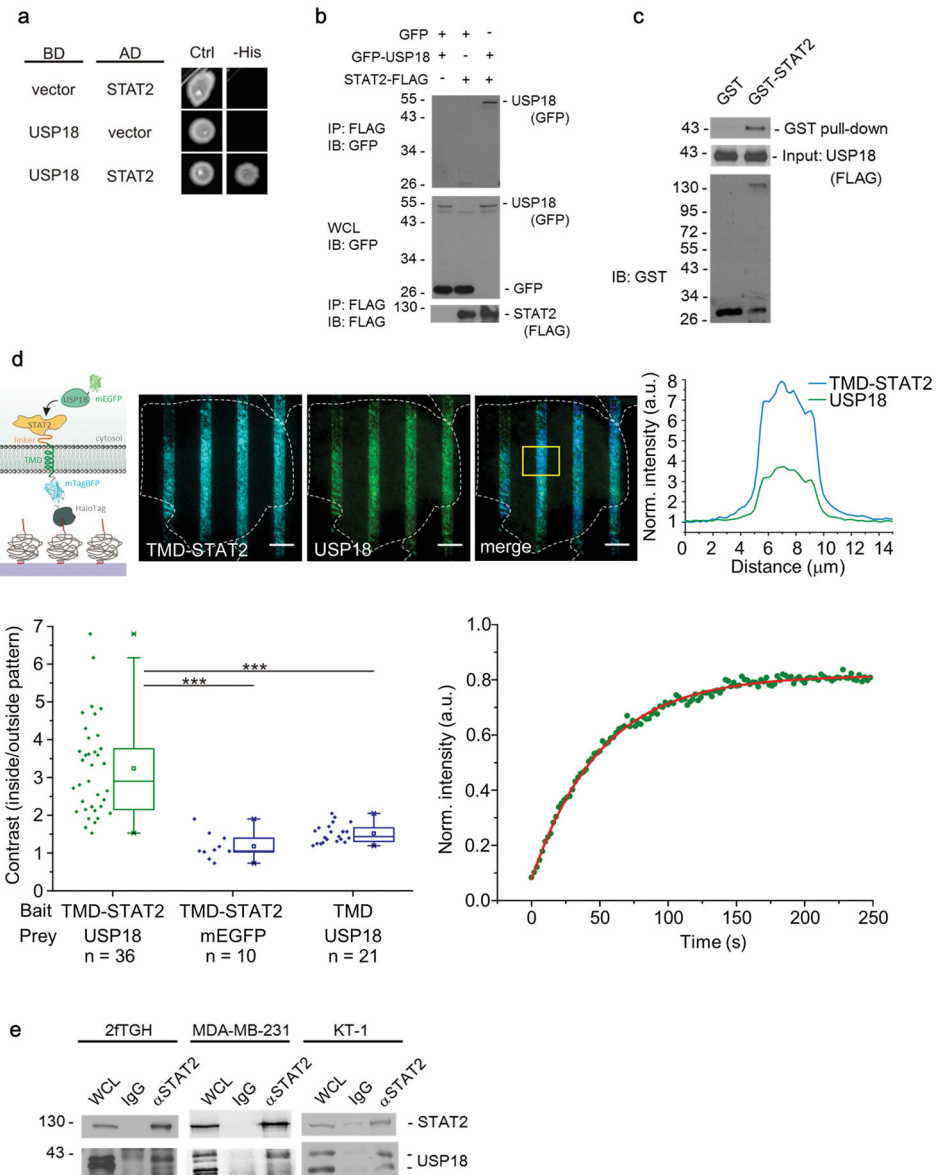 a
BD AD Ctrl -His
vector STAT2
USP18 vector
USP18 STAT2
b
GFP + + -
GFP-USP18 + - +
STAT2-FLAG - + +
IP: FLAG
IB: GFP
55 -
43 -
34 -
26 -
- USP18
(GFP)
WCL
IB: GFP
55 -
43 -
34 -
26 -
- USP18
(GFP)
- GFP
IP: FLAG
IB: FLAG
130 -
- STAT2
(FLAG)
c
GST GST-STAT2
43 - - GST pull-down
43 - - Input: USP18
(FLAG)
IB: GST
130 -
95 -
72 -
55 -
43 -
34 -
26 -
d
USP18 mEGFP
STAT2
linker cytosol
TMD
mTagBFP
HaloTag
TMD-STAT2
USP18
merge
Norm. intensity (a.u.)
8
7
6
5
4
3
2
1
TMD-STAT2
USP18
0 2 4 6 8 10 12 14
Distance (μm)
Contrast (inside/outside pattern)
7
6
5
4
3
2
1
0
***
***
Bait TMD-STAT2 TMD-STAT2 TMD
Prey USP18 mEGFP USP18
n = 36 n = 10 n = 21
Norm. intensity (a.u.)
1.0
0.8
0.6
0.4
0.2
0.0
0 50 100 150 200 250
Time (s)
e
2fTGH MDA-MB-231 KT-1
WCL IgG αSTAT2 WCL IgG αSTAT2 WCL IgG αSTAT2
130 - - STAT2
43 - - USP18
-